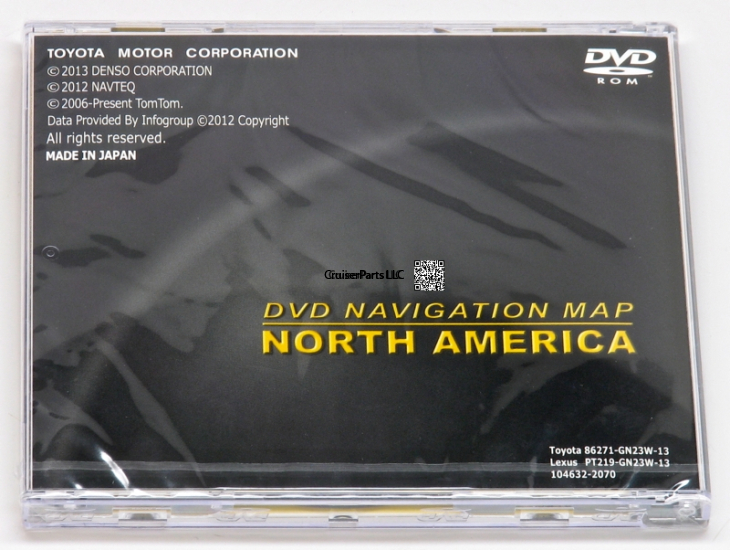 TOYOTA MOTOR CORPORATION
© 2013 DENSO CORPORATION
© 2012 NAVTEQ
© 2006-Present TomTom.
Data Provided By Infogroup ©2012 Copyright
All rights reserved.
MADE IN JAPAN
DVD
ROM
CruiserParts LLC
DVD NAVIGATION MAP
NORTH AMERICA
Toyota 86271-GN23W-13
Lexus PT219-GN23W-13
104632-2070